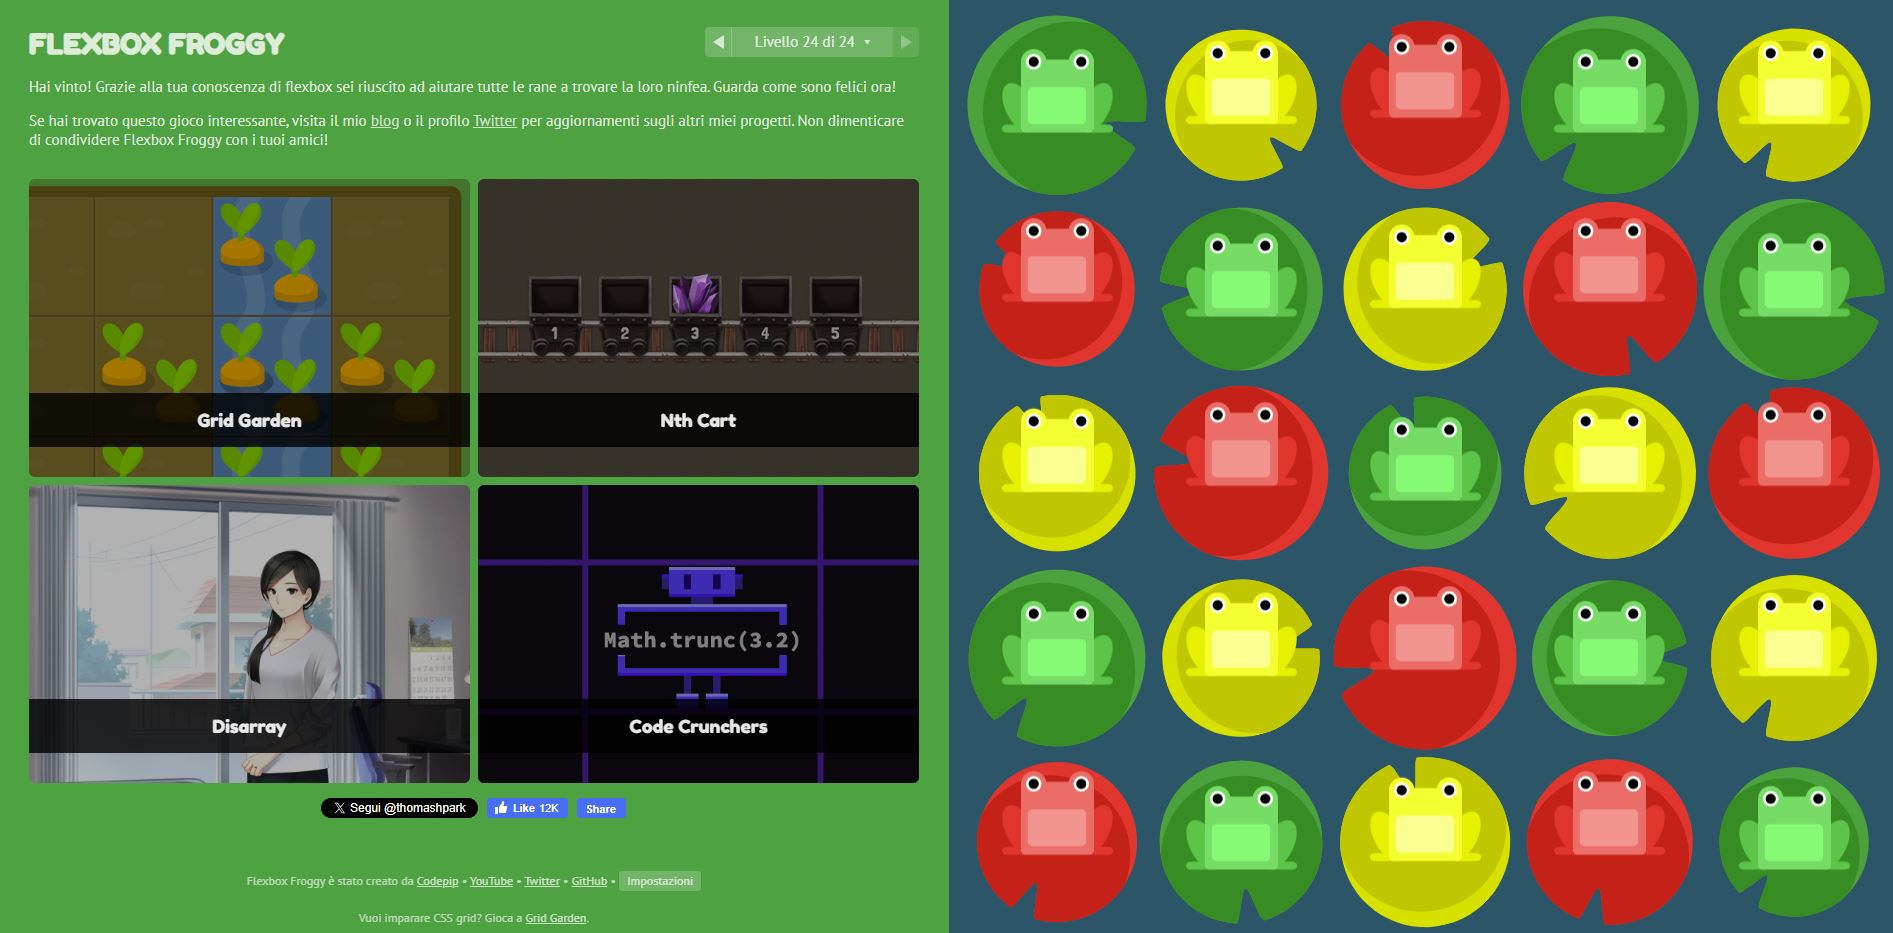 FLEXBOX FROGGY
Livello 24 di 24
Hai vinto! Grazie alla tua conoscenza di flexbox sei riuscito ad aiutare tutte le rane a trovare la loro ninfea. Guarda come sono felici ora!
Se hai trovato questo gioco interessante, visita il mio blog o il profilo Twitter per aggiornamenti sugli altri miei progetti. Non dimenticare
di condividere Flexbox Froggy con i tuoi amici!
1 2 3 4 5
Grid Garden
Nth Cart
Math.trunc(3.2)
Disarray
Code Crunchers
Segui @thomashpark
Like 12K
Share
Flexbox Froggy è stato creato da Codepip • YouTube • Twitter • GitHub • Impostazioni
Vuoi imparare CSS grid? Gioca a Grid Garden.